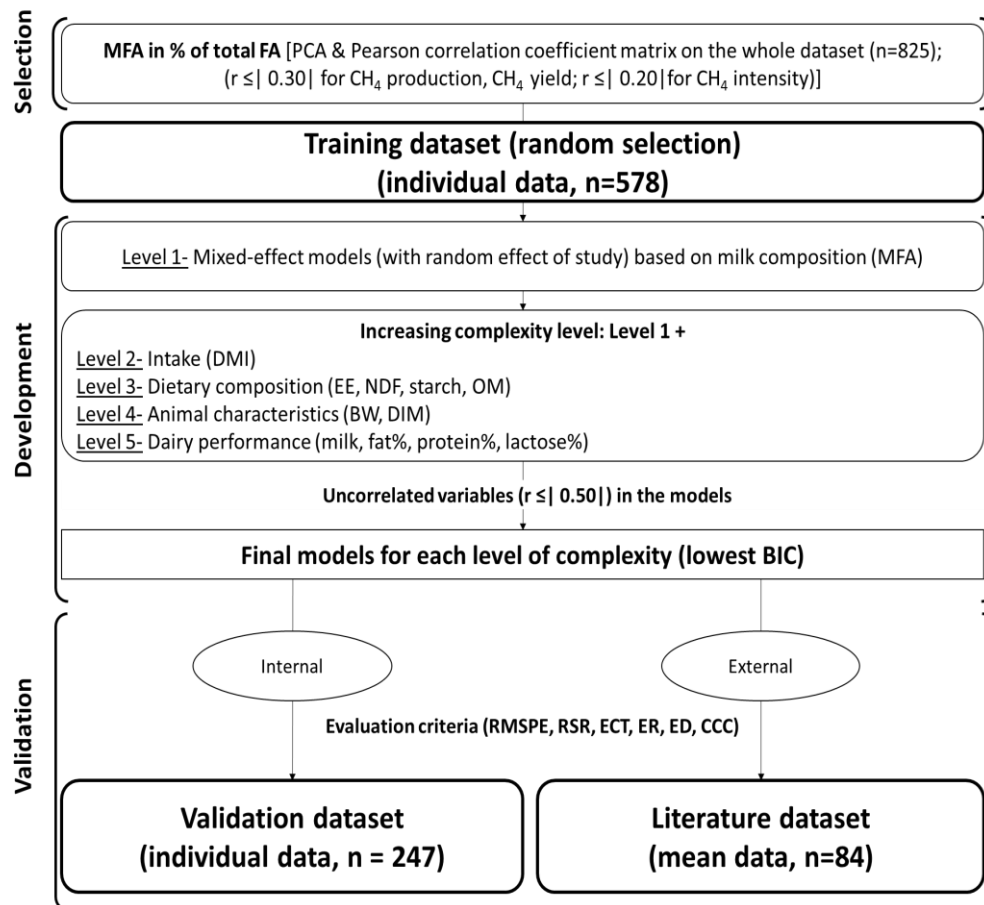 Selection
MFA in % of total FA [PCA & Pearson correlation coefficient matrix on the whole dataset (n=825);
(r ≤| 0.30| for CH₄ production, CH₄ yield; r ≤| 0.20|for CH₄ intensity)]
Training dataset (random selection)
(individual data, n=578)
Development
Level 1- Mixed-effect models (with random effect of study) based on milk composition (MFA)
Increasing complexity level: Level 1 +
Level 2- Intake (DMI)
Level 3- Dietary composition (EE, NDF, starch, OM)
Level 4- Animal characteristics (BW, DIM)
Level 5- Dairy performance (milk, fat%, protein%, lactose%)
Uncorrelated variables (r ≤| 0.50|) in the models
Final models for each level of complexity (lowest BIC)
Validation
Internal
External
Evaluation criteria (RMSPE, RSR, ECT, ER, ED, CCC)
Validation dataset
(individual data, n = 247)
Literature dataset
(mean data, n=84)